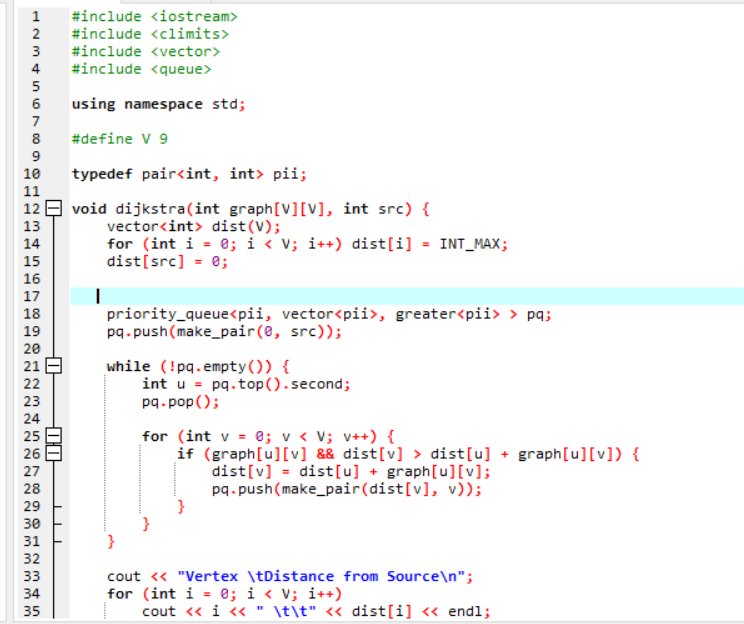 1 #include <iostream>
2 #include <climits>
3 #include <vector>
4 #include <queue>
5
6 using namespace std;
7
8 #define V 9
9
10 typedef pair<int, int> pii;
11
12 void dijkstra(int graph[V][V], int src) {
13     vector<int> dist(V);
14     for (int i = 0; i < V; i++) dist[i] = INT_MAX;
15     dist[src] = 0;
16
17
18     priority_queue<pii, vector<pii>, greater<pii> > pq;
19     pq.push(make_pair(0, src));
20
21     while (!pq.empty()) {
22         int u = pq.top().second;
23         pq.pop();
24
25         for (int v = 0; v < V; v++) {
26             if (graph[u][v] && dist[v] > dist[u] + graph[u][v]) {
27                 dist[v] = dist[u] + graph[u][v];
28                 pq.push(make_pair(dist[v], v));
29             }
30         }
31     }
32
33     cout << "Vertex \tDistance from Source\n";
34     for (int i = 0; i < V; i++)
35         cout << i << " \t\t" << dist[i] << endl;